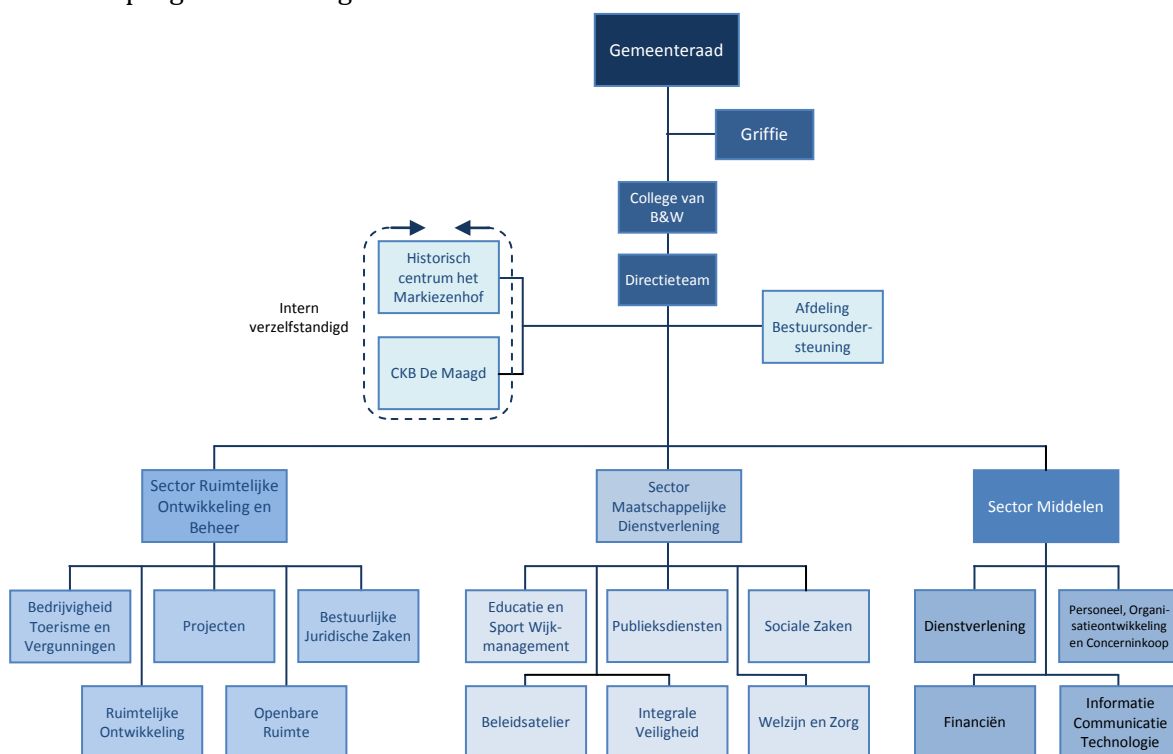 Gemeenteraad
Griffie
College van
B&W
Directieteam
Historisch
centrum het
Markiezenhof
Intern
verzelfstandigd
Afdeling
Bestuursonder-
steuning
CKB De Maagd
Sector Ruimtelijke
Ontwikkeling en
Beheer
Sector
Maatschappelijke
Dienstverlening
Sector Middelen
Bedrijvigheid
Toerisme en
Vergunningen
Projecten
Bestuurlijke
Juridische Zaken
Educatie en
Sport Wijk-
management
Publieksdiensten
Sociale Zaken
Dienstverlening
Personeel, Organi-
satieontwikkeling
en Concerninkoop
Ruimtelijke
Ontwikkeling
Openbare
Ruimte
Beleidsatelier
Integrale
Veiligheid
Welzijn en Zorg
Financiën
Informatie
Communicatie
Technologie